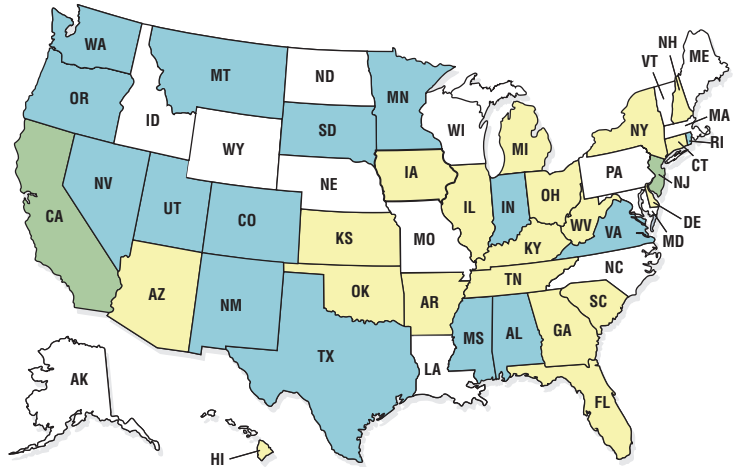 WA
MT
ND
MN
OR
ID
SD
WI
WY
MI
NH
VT
ME
NY
MA
RI
CT
PA
NJ
DE
MD
NV
UT
CO
NE
IA
IL
IN
OH
WV
VA
CA
KS
MO
KY
NC
AZ
NM
OK
AR
TN
SC
TX
MS
AL
GA
LA
FL
AK
HI